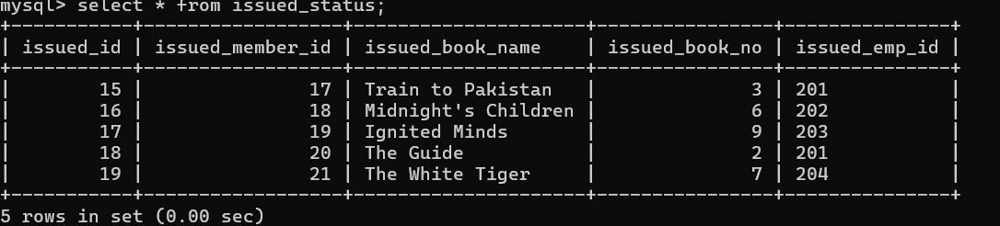 mysql> select * from issued_status;
+-----------+------------------+--------------------+----------------+---------------+
| issued_id | issued_member_id | issued_book_name   | issued_book_no | issued_emp_id |
+-----------+------------------+--------------------+----------------+---------------+
|        15 |               17 | Train to Pakistan  |              3 | 201           |
|        16 |               18 | Midnight's Children |              6 | 202           |
|        17 |               19 | Ignited Minds      |              9 | 203           |
|        18 |               20 | The Guide          |              2 | 201           |
|        19 |               21 | The White Tiger    |              7 | 204           |
+-----------+------------------+--------------------+----------------+---------------+
5 rows in set (0.00 sec)